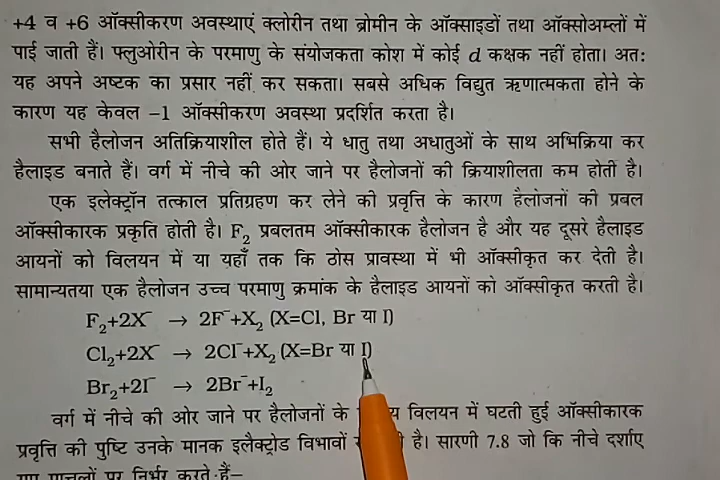 +4 व +6 ऑक्सीकरण अवस्थाएं क्लोरीन तथा ब्रोमीन के ऑक्साइडों तथा ऑक्सोअम्लों में
पाई जाती हैं। फ्लुओरीन के परमाणु के संयोजकता कोश में कोई d कक्षक नहीं होता। अतः
यह अपने अष्टक का प्रसार नहीं कर सकता। सबसे अधिक विद्युत ऋणात्मकता होने के
कारण यह केवल −1 ऑक्सीकरण अवस्था प्रदर्शित करता है।
सभी हैलोजन अतिक्रियाशील होते हैं। ये धातु तथा अधातुओं के साथ अभिक्रिया कर
हैलाइड बनाते हैं। वर्ग में नीचे की ओर जाने पर हैलोजनों की क्रियाशीलता कम होती है।
एक इलेक्ट्रॉन तत्काल प्रतिग्रहण कर लेने की प्रवृत्ति के कारण हैलोजनों की प्रबल
ऑक्सीकारक प्रकृति होती है। F₂ प्रबलतम ऑक्सीकारक हैलोजन है और यह दूसरे हैलाइड
आयनों को विलयन में या यहाँ तक कि ठोस प्रावस्था में भी ऑक्सीकृत कर देती है।
सामान्यतया एक हैलोजन उच्च परमाणु क्रमांक के हैलाइड आयनों को ऑक्सीकृत करती है।
F₂+2X⁻ → 2F⁻+X₂ (X=Cl, Br या I)
Cl₂+2X⁻ → 2Cl⁻+X₂ (X=Br या I)
Br₂+2I⁻ → 2Br⁻+I₂
वर्ग में नीचे की ओर जाने पर हैलोजनों के विलयन में घटती हुई ऑक्सीकारक
प्रवृत्ति की पुष्टि उनके मानक इलैक्ट्रोड विभावों है। सारणी 7.8 जो कि नीचे दर्शाए
पर निर्भर करते हैं–